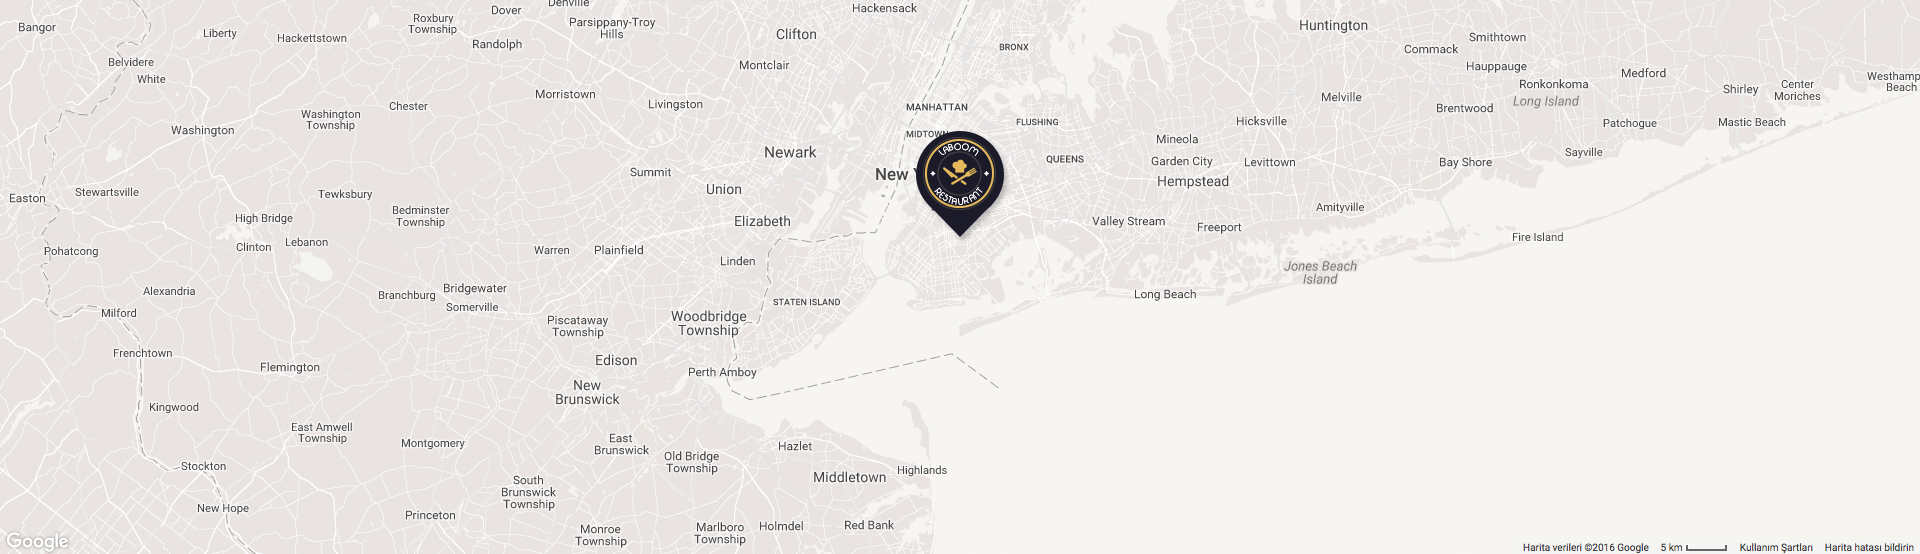 Bangor
Liberty
Hackettstown
Roxbury
Township
Dover
Denville
Parsippany-Troy
Hills
Randolph
Clifton
Hackensack
BRONX
Huntington
Commack
Smithtown
Hauppauge
Ronkonkoma
Long Island
Medford
Shirley
Center
Moriches
Westhamp
Beach
Belvidere
White
Montclair
Morristown
Livingston
MANHATTAN
MIDTOWN
FLUSHING
Melville
Brentwood
Chester
Washington
Township
Washington
Hicksville
Patchogue
Mastic Beach
Newark
Mineola
QUEENS
Garden City
Levittown
Bay Shore
Sayville
Summit
New Y
LABOOM
RESTAURANT
Hempstead
Easton
Stewartsville
Tewksbury
Union
Bedminster
Township
High Bridge
Elizabeth
Valley Stream
Freeport
Amityville
Fire Island
Pohatcong
Clinton
Lebanon
Warren
Plainfield
Linden
Jones Beach
Island
Alexandria
Branchburg
Bridgewater
Somerville
STATEN ISLAND
Long Beach
Milford
Piscataway
Township
Woodbridge
Township
Frenchtown
Flemington
Edison
Perth Amboy
New
Brunswick
Kingwood
East Amwell
Township
Montgomery
East
Brunswick
Hazlet
Old Bridge
Township
Highlands
Stockton
South
Brunswick
Township
Middletown
New Hope
Princeton
Monroe
Township
Marlboro
Township
Holmdel
Red Bank
Google
Harita verileri ©2016 Google 5 km Kullanım Şartları Harita hatası bildirin